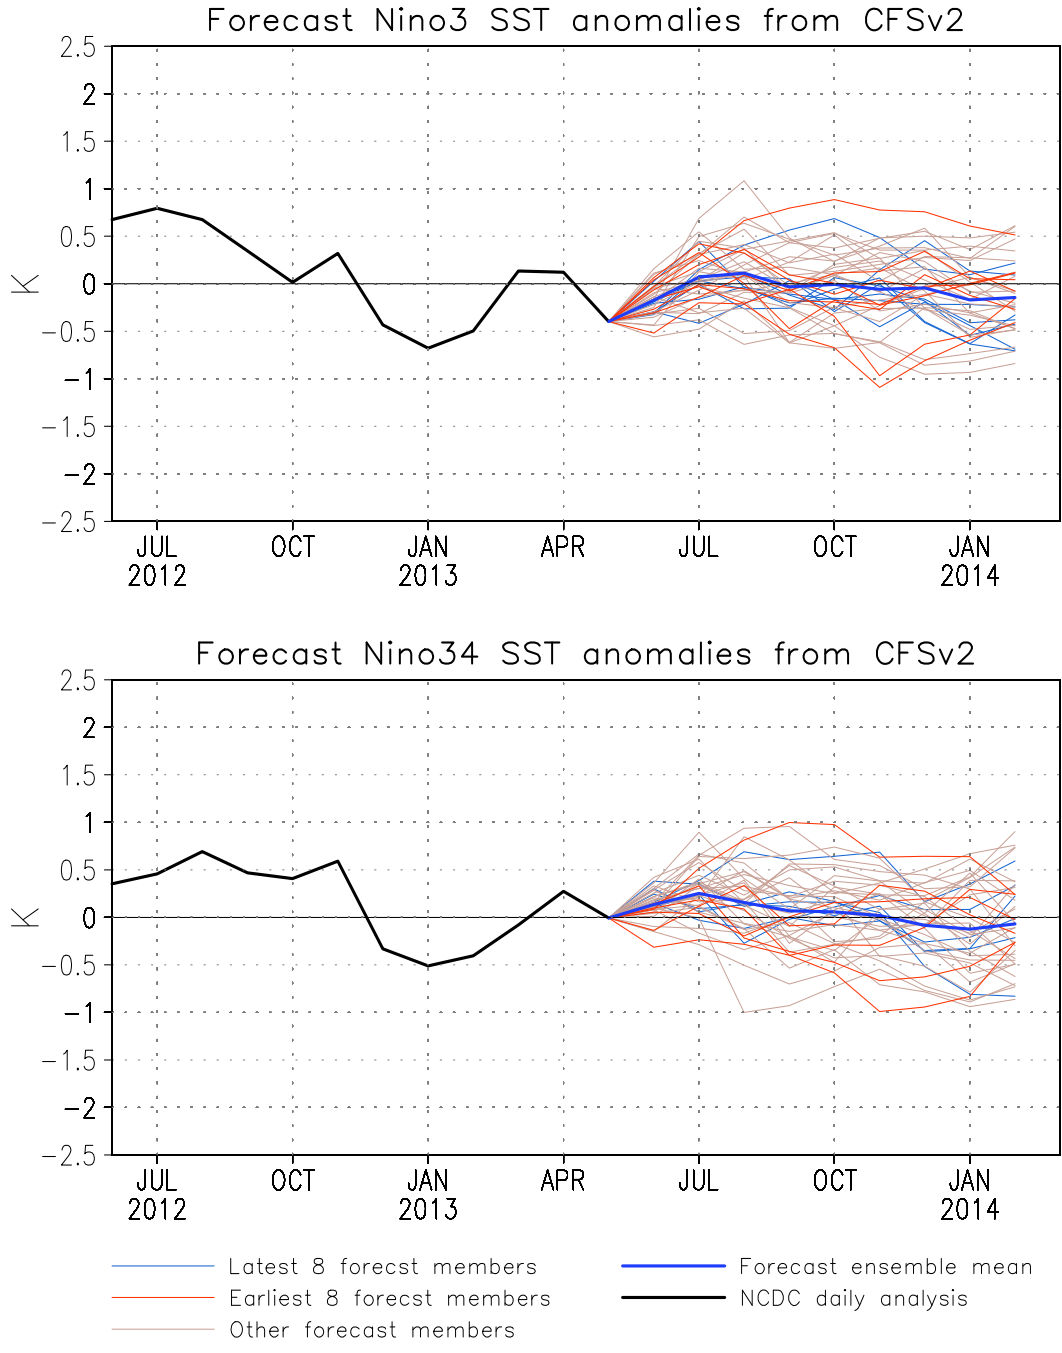 Forecast Nino3 SST anomalies from CFSv2
2.5
2
1.5
1
0.5
0
-0.5
-1
-1.5
-2
-2.5
K
JUL OCT JAN APR JUL OCT JAN
2012 2013 2014
Forecast Nino34 SST anomalies from CFSv2
2.5
2
1.5
1
0.5
0
-0.5
-1
-1.5
-2
-2.5
K
JUL OCT JAN APR JUL OCT JAN
2012 2013 2014
Latest 8 forecst members
Earliest 8 forecst members
Other forecast members
Forecast ensemble mean
NCDC daily analysis